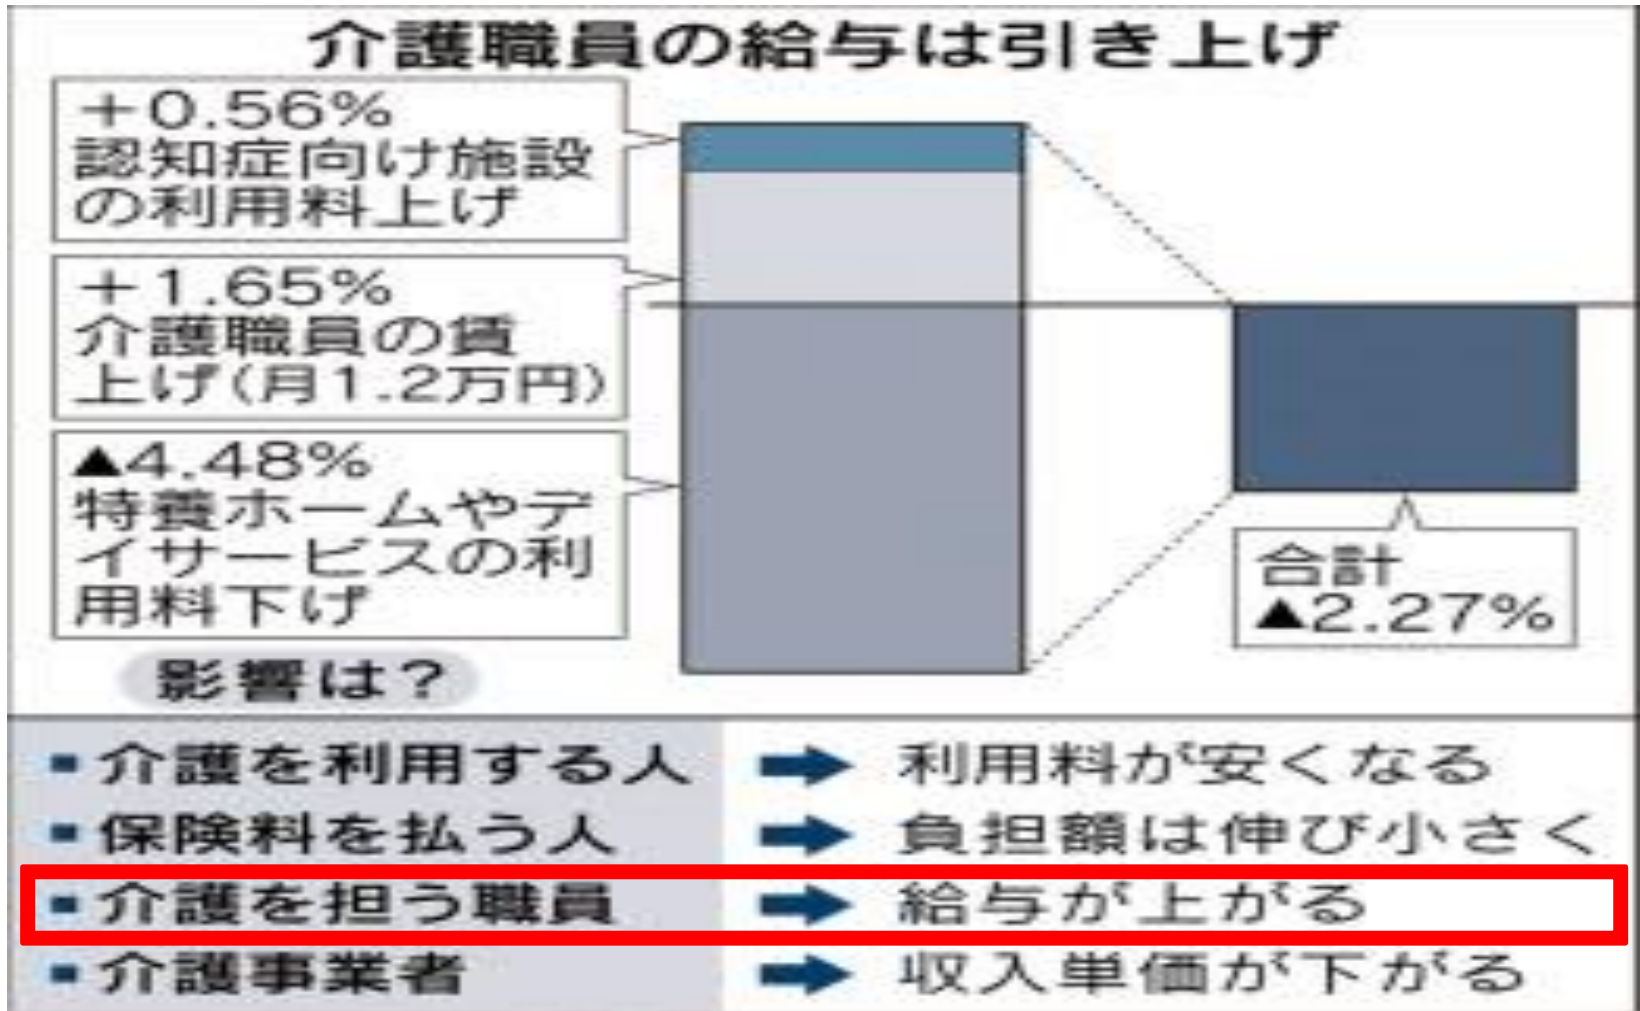 介護職員の給与は引き上げ
+0.56%
認知症向け施設
の利用料上げ
+1.65%
介護職員の賃
上げ(月1.2万円)
▲4.48%
特養ホームやデ
イサービスの利
用料下げ
合計
▲2.27%
影響は?
▪介護を利用する人 ➡ 利用料が安くなる
▪保険料を払う人 ➡ 負担額は伸び小さく
▪介護を担う職員 ➡ 給与が上がる
▪介護事業者 ➡ 収入単価が下がる